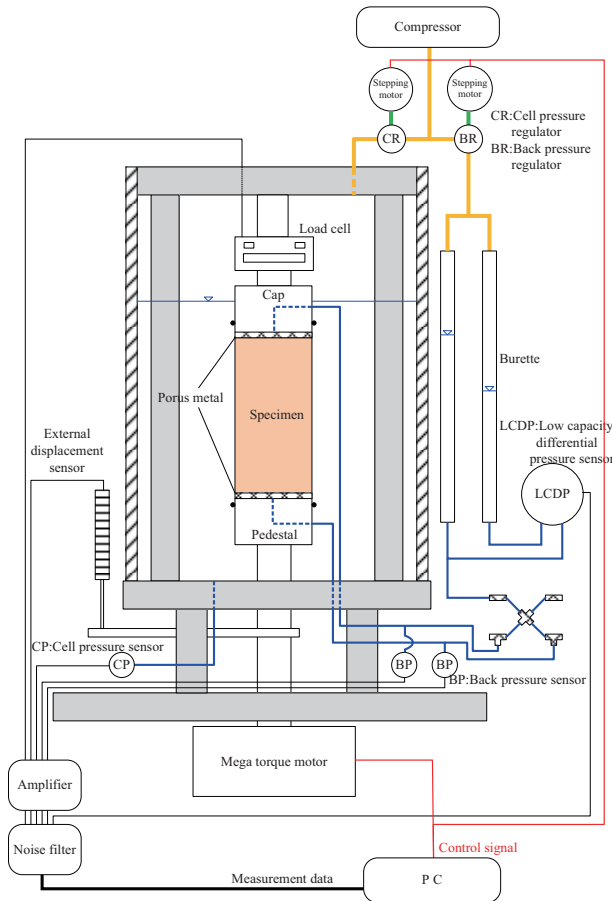 Compressor
Stepping
motor
Stepping
motor
CR
BR
CR:Cell pressure
regulator
BR:Back pressure
regulator
Load cell
Cap
Burette
Porus metal
Specimen
External
displacement
sensor
LCDP:Low capacity
differential
pressure sensor
LCDP
Pedestal
CP:Cell pressure sensor
CP
BP
BP
BP:Back pressure sensor
Mega torque motor
Amplifier
Noise filter
Control signal
Measurement data
P C